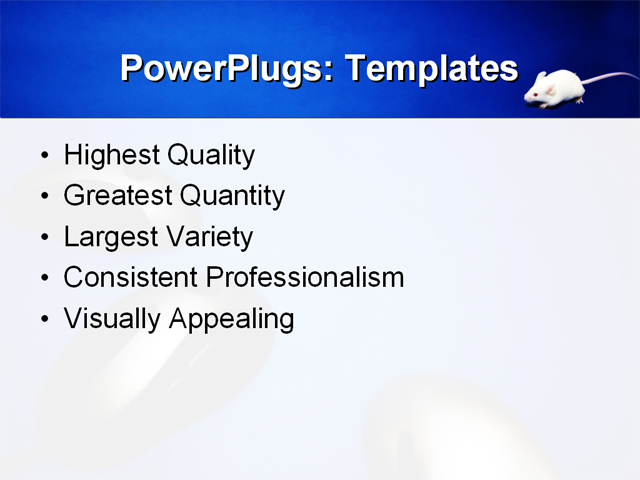 PowerPlugs: Templates
• Highest Quality
• Greatest Quantity
• Largest Variety
• Consistent Professionalism
• Visually Appealing